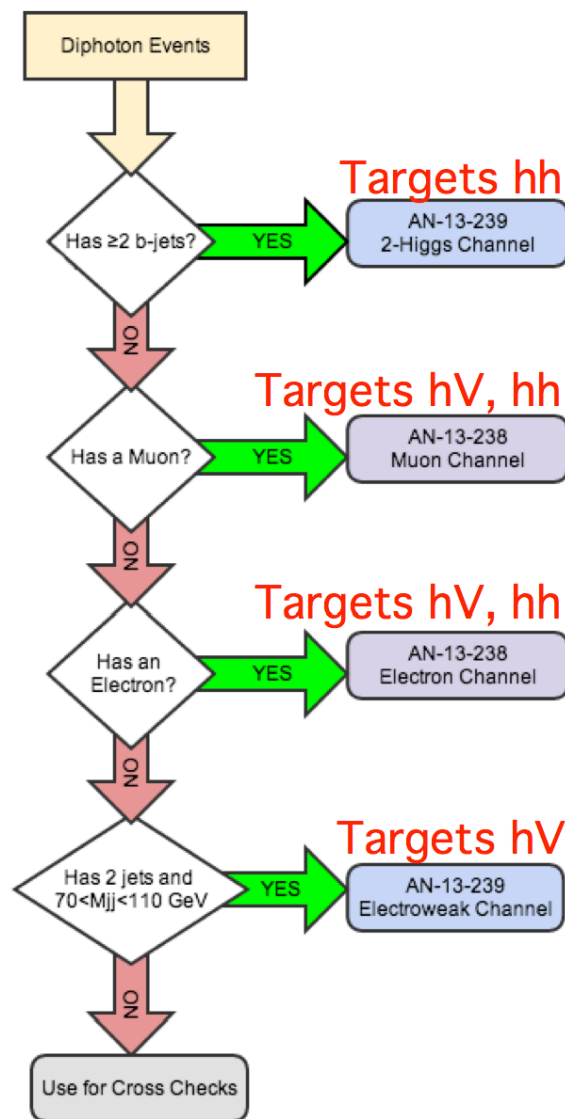 Diphoton Events
Targets hh
Has ≥2 b-jets?
YES
AN-13-239
2-Higgs Channel
NO
Targets hV, hh
Has a Muon?
YES
AN-13-238
Muon Channel
NO
Targets hV, hh
Has an
Electron?
YES
AN-13-238
Electron Channel
NO
Targets hV
Has 2 jets and
70<Mjj<110 GeV
YES
AN-13-239
Electroweak Channel
NO
Use for Cross Checks